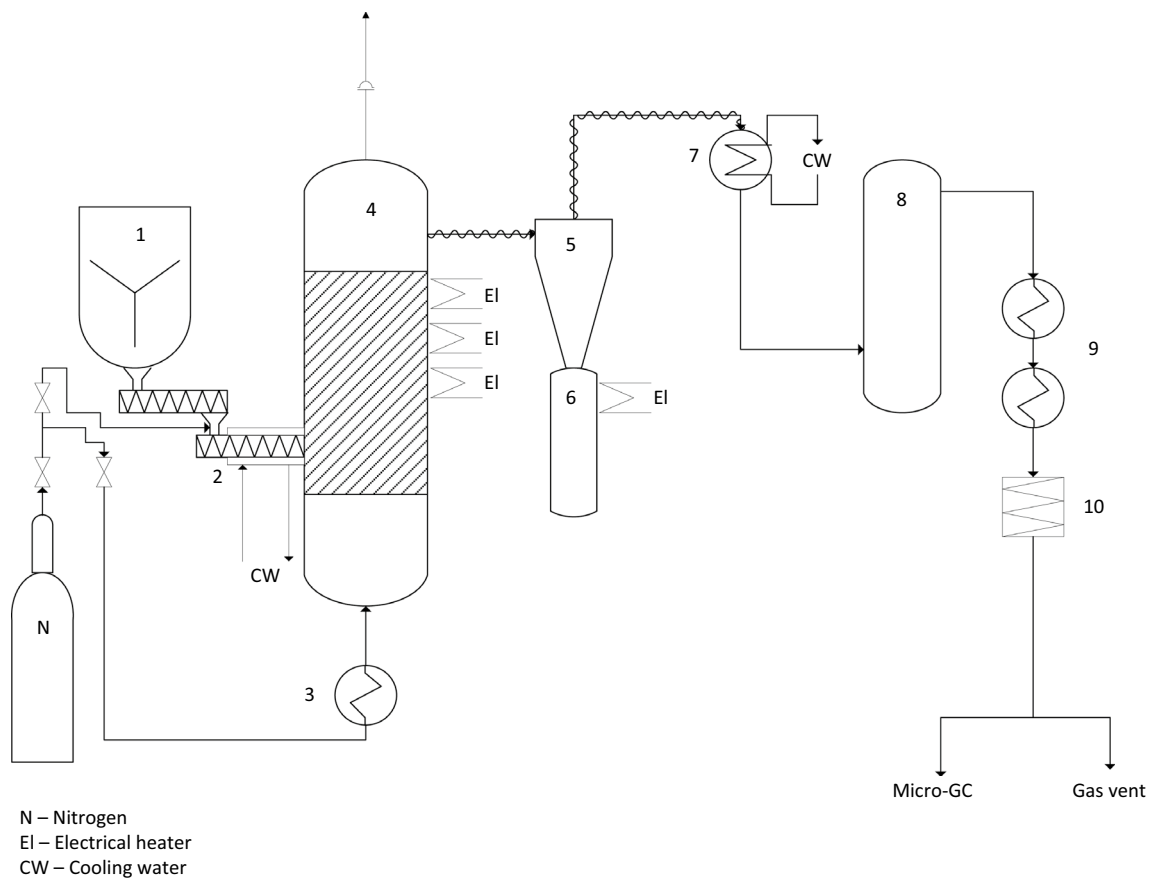 1
4
5
7
CW
8
El
El
El
6
El
9
2
CW
10
N
3
Micro-GC
Gas vent
N – Nitrogen
El – Electrical heater
CW – Cooling water